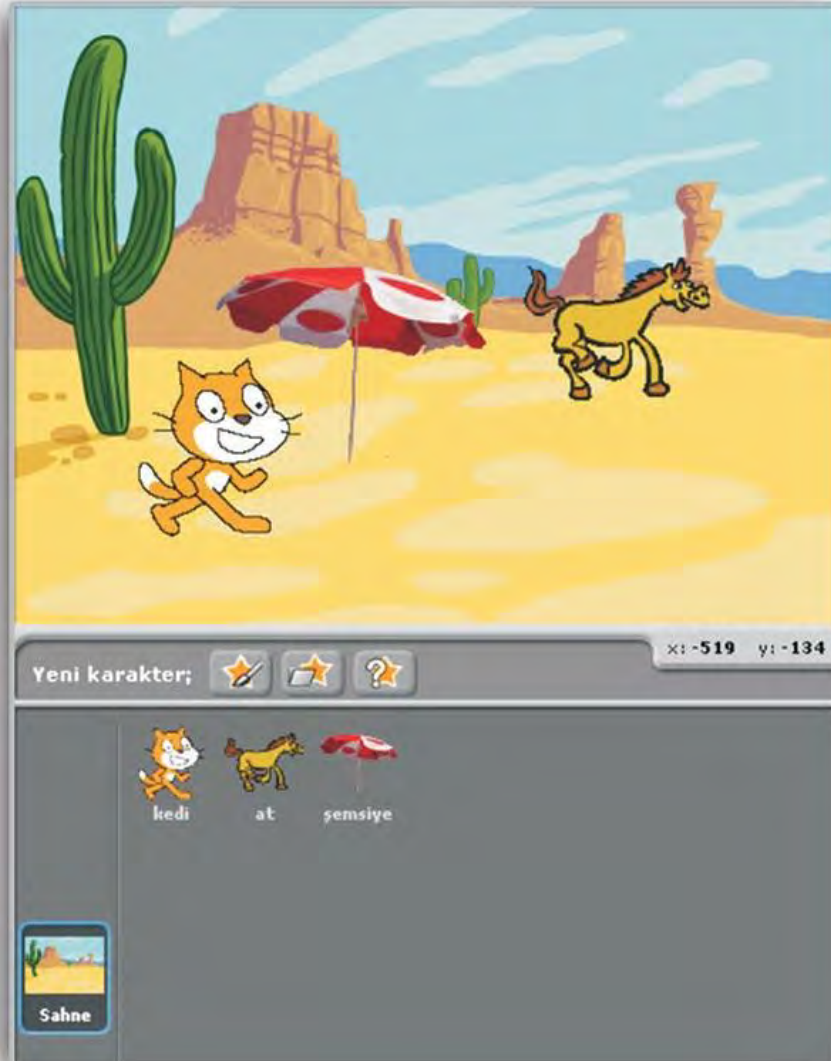 x: -519 y: -134
Yeni karakter;
kedi at şemsiye
Sahne